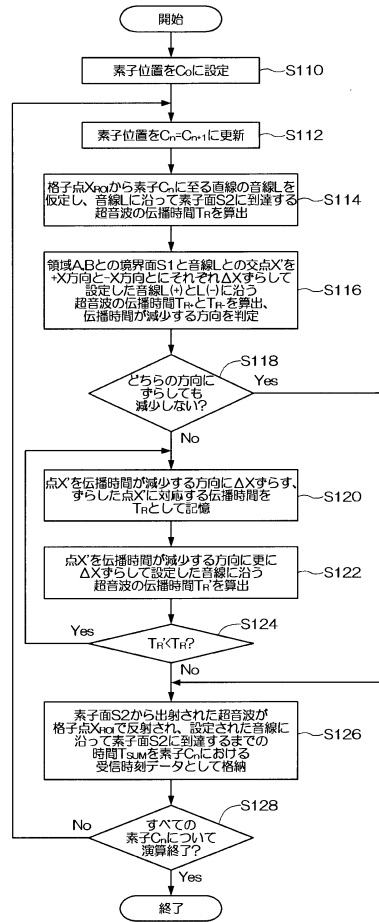 開始
素子位置をC0に設定
S110
素子位置をCn=Cn+1に更新
S112
格子点XROIから素子Cnに至る直線の音線Lを
仮定し、音線Lに沿って素子面S2に到達する
超音波の伝播時間TRを算出
S114
領域A,Bとの境界面S1と音線Lとの交点X'を
+X方向と-X方向とにそれぞれΔXずらして
設定した音線L(+)とL(-)に沿う
超音波の伝播時間TR+とTR-を算出、
伝播時間が減少する方向を判定
S116
S118
どちらの方向に
ずらしても
減少しない?
Yes
No
点X'を伝播時間が減少する方向にΔXずらす、
ずらした点X'に対応する伝播時間を
TRとして記憶
S120
点X'を伝播時間が減少する方向に更に
ΔXずらして設定した音線に沿う
超音波の伝播時間TR'を算出
S122
S124
Yes
TR'<TR?
No
素子面S2から出射された超音波が
格子点XROIで反射され、設定された音線に
沿って素子面S2に到達するまでの
時間TSUMを素子Cnにおける
受信時刻データとして格納
S126
S128
No
すべての
素子Cnについて
演算終了?
Yes
終了